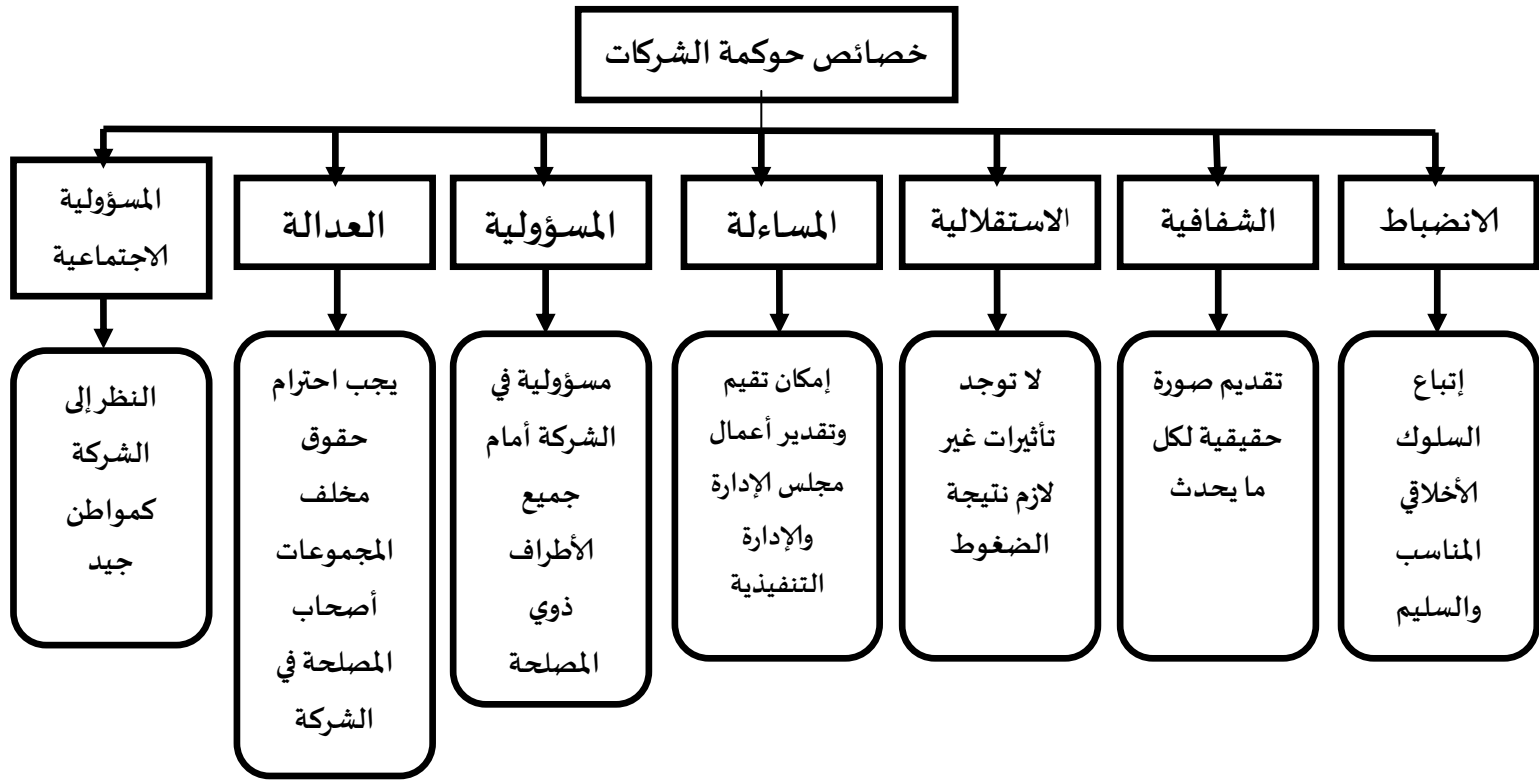 خصائص حوكمة الشركات
الانضباط
الشفافية
الاستقلالية
المساءلة
المسؤولية
العدالة
المسؤولية
الاجتماعية
إتباع
السلوك
الأخلاقي
المناسب
والسليم
تقديم صورة
حقيقية لكل
ما يحدث
لا توجد
تأثيرات غير
لازم نتيجة
الضغوط
إمكان تقيم
وتقدير أعمال
مجلس الإدارة
والإدارة
التنفيذية
مسؤولية في
الشركة أمام
جميع
الأطراف
ذوي
المصلحة
يجب احترام
حقوق
مخلف
المجموعات
أصحاب
المصلحة في
الشركة
النظر إلى
الشركة
كمواطن
جيد